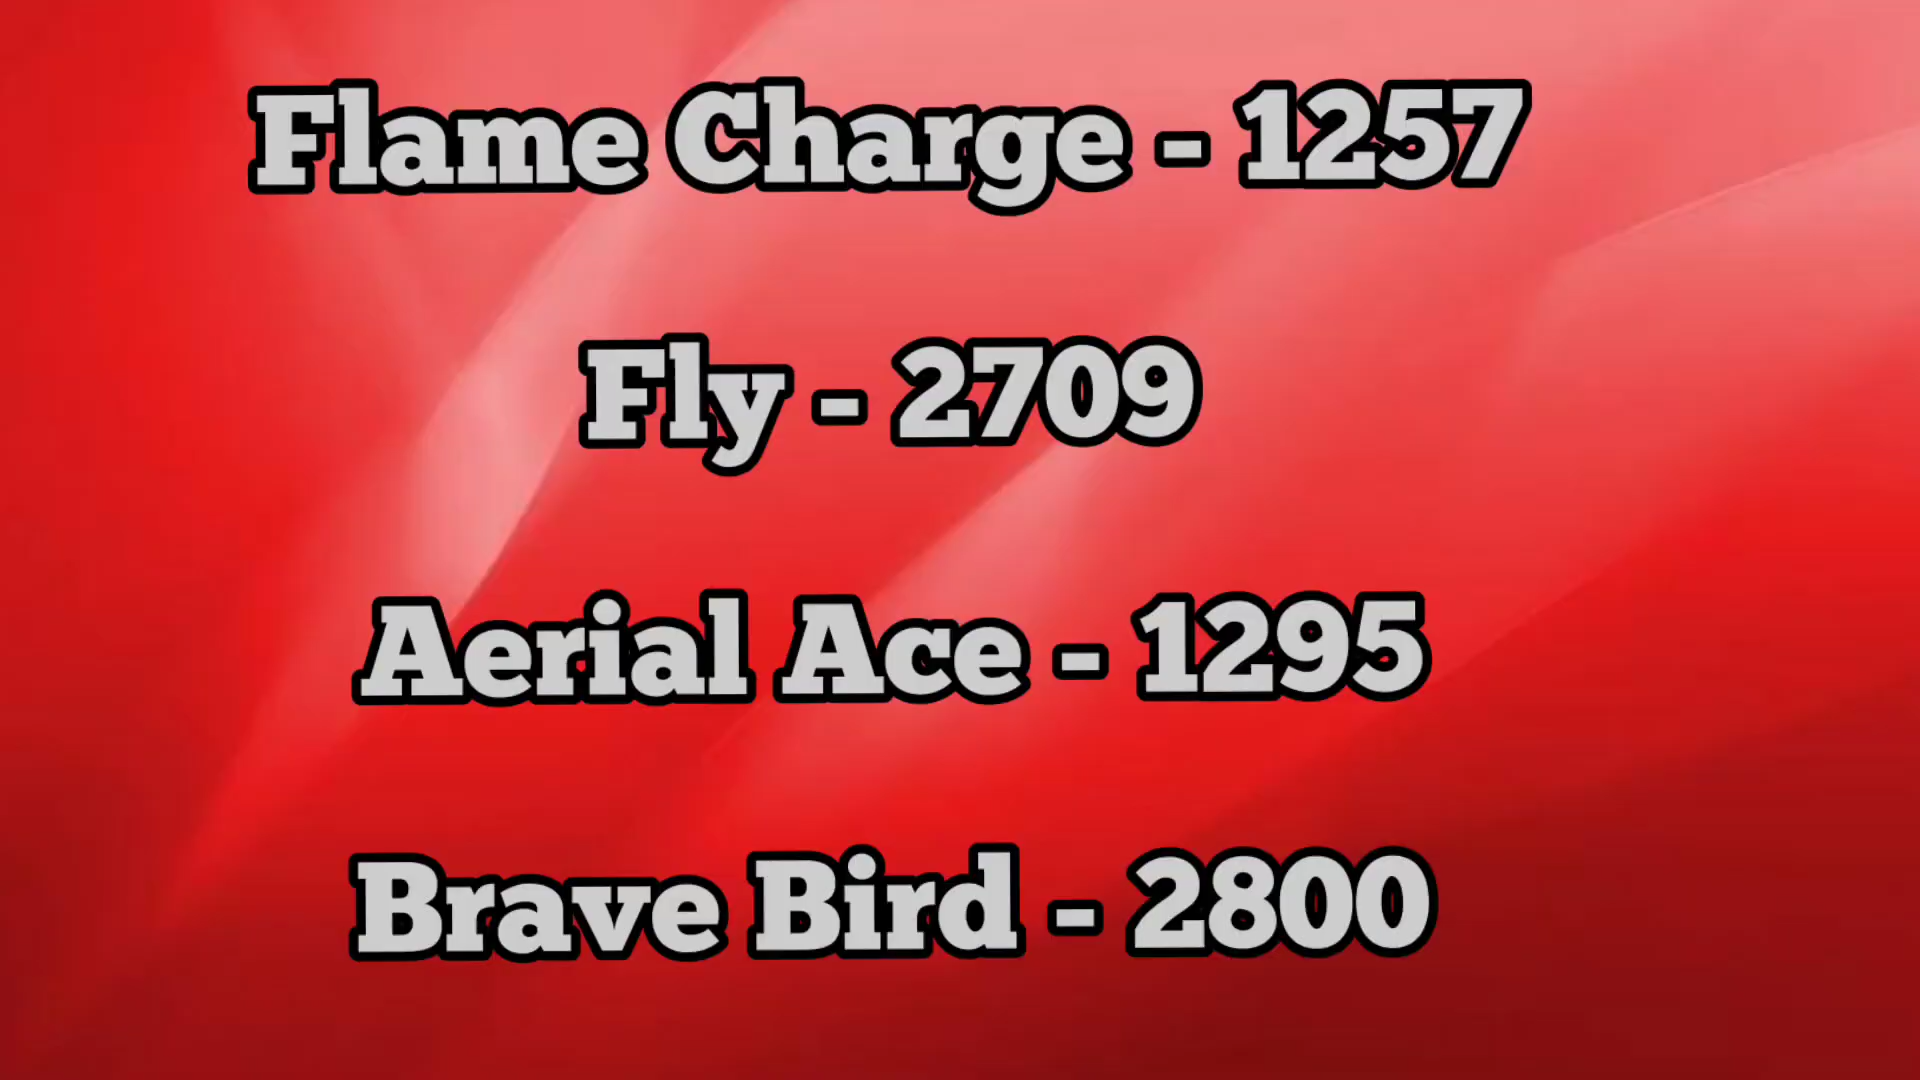 Flame Charge - 1257
Fly - 2709
Aerial Ace - 1295
Brave Bird - 2800